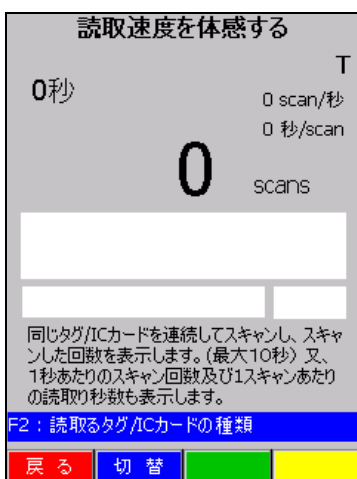 読取速度を体感する
T
0秒
0 scan/秒
0 秒/scan
0 scans
同じタグ/ICカードを連続してスキャンし、スキャ
ンした回数を表示します。(最大10秒) 又、
1秒あたりのスキャン回数及び1スキャンあたり
の読取り秒数も表示します。
F2：読取るタグ/ICカードの種類
戻る 切替